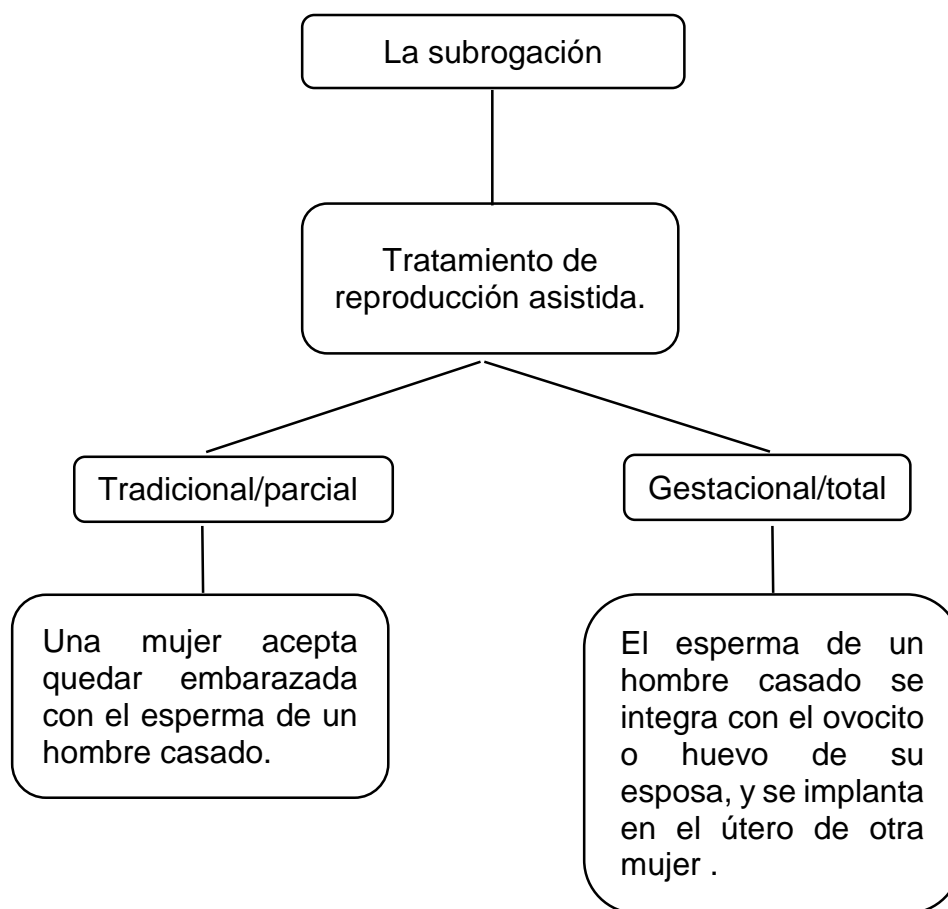 La subrogación
Tratamiento de
reproducción asistida.
Tradicional/parcial
Gestacional/total
Una mujer acepta
quedar embarazada
con el esperma de un
hombre casado.
El esperma de un
hombre casado se
integra con el ovocito
o huevo de su
esposa, y se implanta
en el útero de otra
mujer .